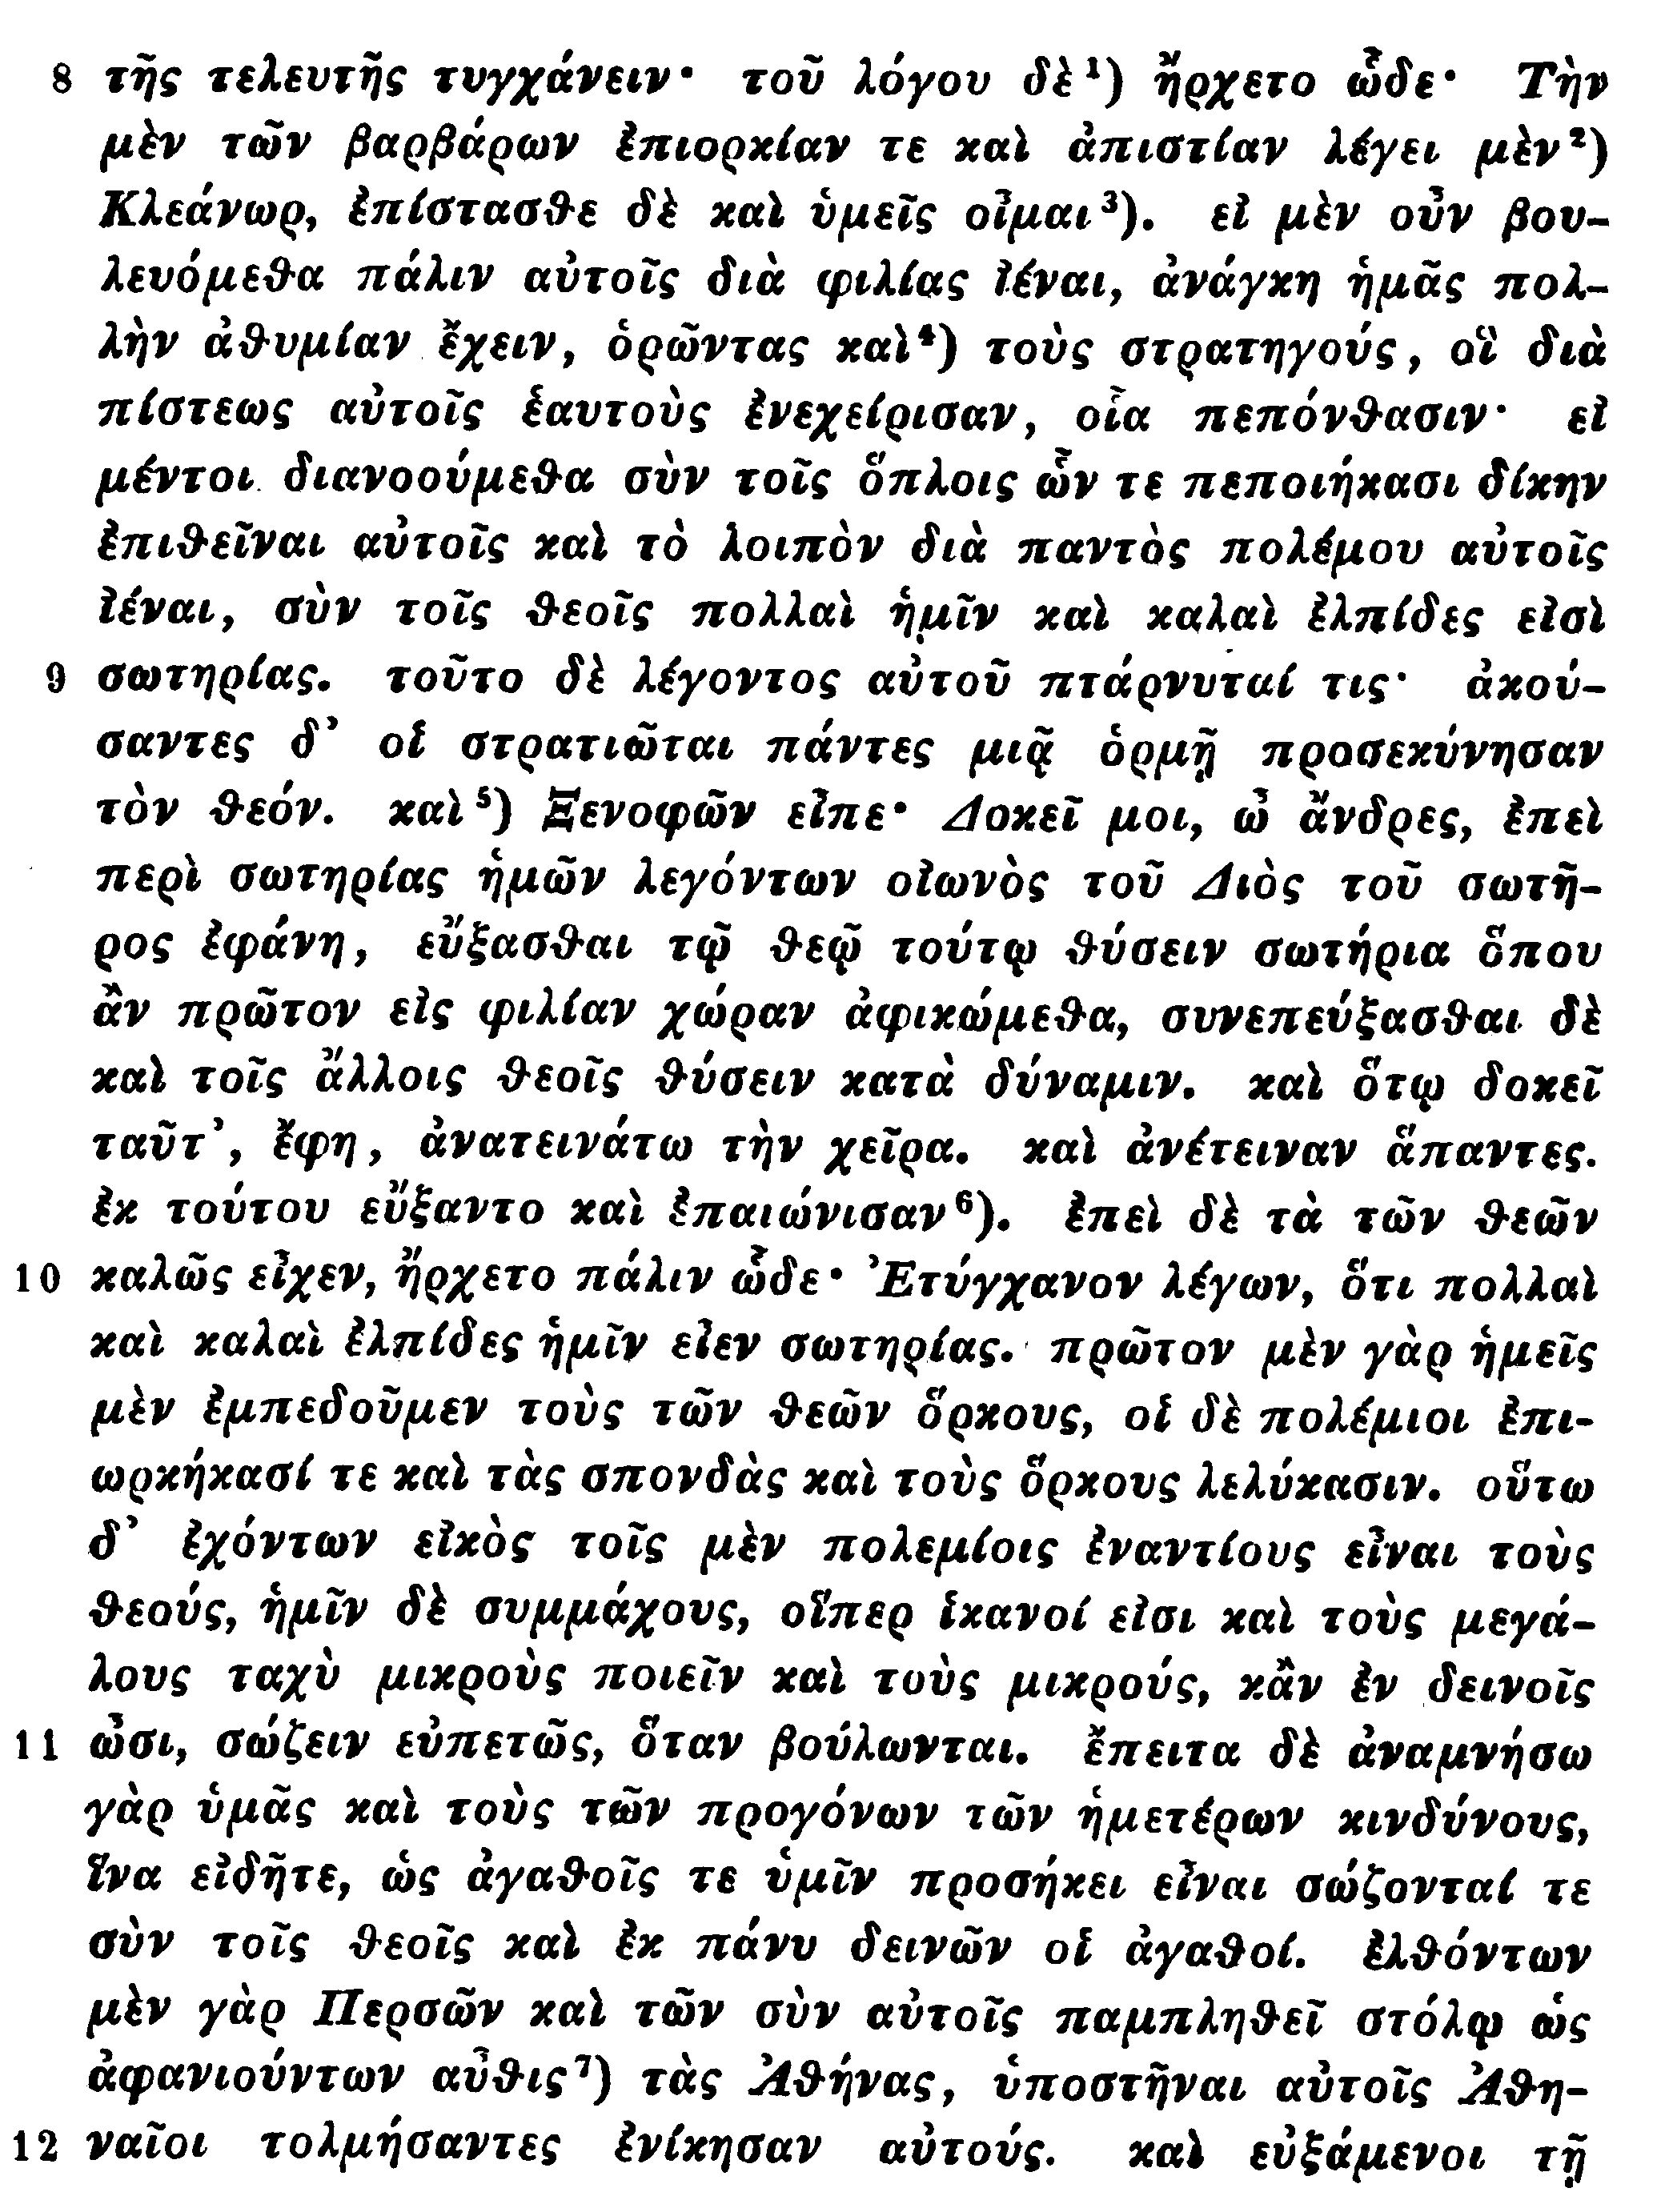 8 τῆς τελευτῆς τυγχάνειν· τοῦ λόγου δὲ¹) ἤρχετο ὧδε· Τὴν
μὲν τῶν βαρβάρων ἐπιορκίαν τε καὶ ἀπιστίαν λέγει μὲν²)
Κλεάνωρ, ἐπίστασθε δὲ καὶ ὑμεῖς οἶμαι³). εἰ μὲν οὖν βου-
λευόμεθα πάλιν αὐτοῖς διὰ φιλίας ἰέναι, ἀνάγκη ἡμᾶς πολ-
λὴν ἀθυμίαν ἔχειν, ὁρῶντας καὶ⁴) τοὺς στρατηγούς, οἳ διὰ
πίστεως αὐτοῖς ἑαυτοὺς ἐνεχείρισαν, οἷα πεπόνθασιν· εἰ
μέντοι διανοούμεθα σὺν τοῖς ὅπλοις ὧν τε πεποιήκασι δίκην
ἐπιθεῖναι αὐτοῖς καὶ τὸ λοιπὸν διὰ παντὸς πολέμου αὐτοῖς
ἰέναι, σὺν τοῖς θεοῖς πολλαὶ ἡμῖν καὶ καλαὶ ἐλπίδες εἰσὶ
9 σωτηρίας. τοῦτο δὲ λέγοντος αὐτοῦ πτάρνυταί τις· ἀκού-
σαντες δ’ οἱ στρατιῶται πάντες μιᾷ ὁρμῇ προσεκύνησαν
τὸν θεόν. καὶ⁵) Ξενοφῶν εἶπε· Δοκεῖ μοι, ὦ ἄνδρες, ἐπεὶ
περὶ σωτηρίας ἡμῶν λεγόντων οἰωνὸς τοῦ Διὸς τοῦ σωτῆ-
ρος ἐφάνη, εὔξασθαι τῷ θεῷ τούτῳ θύσειν σωτήρια ὅπου
ἂν πρῶτον εἰς φιλίαν χώραν ἀφικώμεθα, συνεπεύξασθαι δὲ
καὶ τοῖς ἄλλοις θεοῖς θύσειν κατὰ δύναμιν. καὶ ὅτῳ δοκεῖ
ταῦτ’, ἔφη, ἀνατεινάτω τὴν χεῖρα. καὶ ἀνέτειναν ἅπαντες.
ἐκ τούτου εὔξαντο καὶ ἐπαιώνισαν⁶). ἐπεὶ δὲ τὰ τῶν θεῶν
10 καλῶς εἶχεν, ἤρχετο πάλιν ὧδε· Ἐτύγχανον λέγων, ὅτι πολλαὶ
καὶ καλαὶ ἐλπίδες ἡμῖν εἶεν σωτηρίας. πρῶτον μὲν γὰρ ἡμεῖς
μὲν ἐμπεδοῦμεν τοὺς τῶν θεῶν ὅρκους, οἱ δὲ πολέμιοι ἐπι-
ωρκήκασί τε καὶ τὰς σπονδὰς καὶ τοὺς ὅρκους λελύκασιν. οὕτω
δ’ ἐχόντων εἰκὸς τοῖς μὲν πολεμίοις ἐναντίους εἶναι τοὺς
θεούς, ἡμῖν δὲ συμμάχους, οἵπερ ἱκανοί εἰσι καὶ τοὺς μεγά-
λους ταχὺ μικροὺς ποιεῖν καὶ τοὺς μικρούς, κἂν ἐν δεινοῖς
11 ὦσι, σώζειν εὐπετῶς, ὅταν βούλωνται. ἔπειτα δὲ ἀναμνήσω
γὰρ ὑμᾶς καὶ τοὺς τῶν προγόνων τῶν ἡμετέρων κινδύνους,
ἵνα εἰδῆτε, ὡς ἀγαθοῖς τε ὑμῖν προσήκει εἶναι σώζονταί τε
σὺν τοῖς θεοῖς καὶ ἐκ πάνυ δεινῶν οἱ ἀγαθοί. ἐλθόντων
μὲν γὰρ Περσῶν καὶ τῶν σὺν αὐτοῖς παμπληθεῖ στόλῳ ὡς
ἀφανιούντων αὖθις⁷) τὰς Ἀθήνας, ὑποστῆναι αὐτοῖς Ἀθη-
12 ναῖοι τολμήσαντες ἐνίκησαν αὐτούς. καὶ εὐξάμενοι τῇ